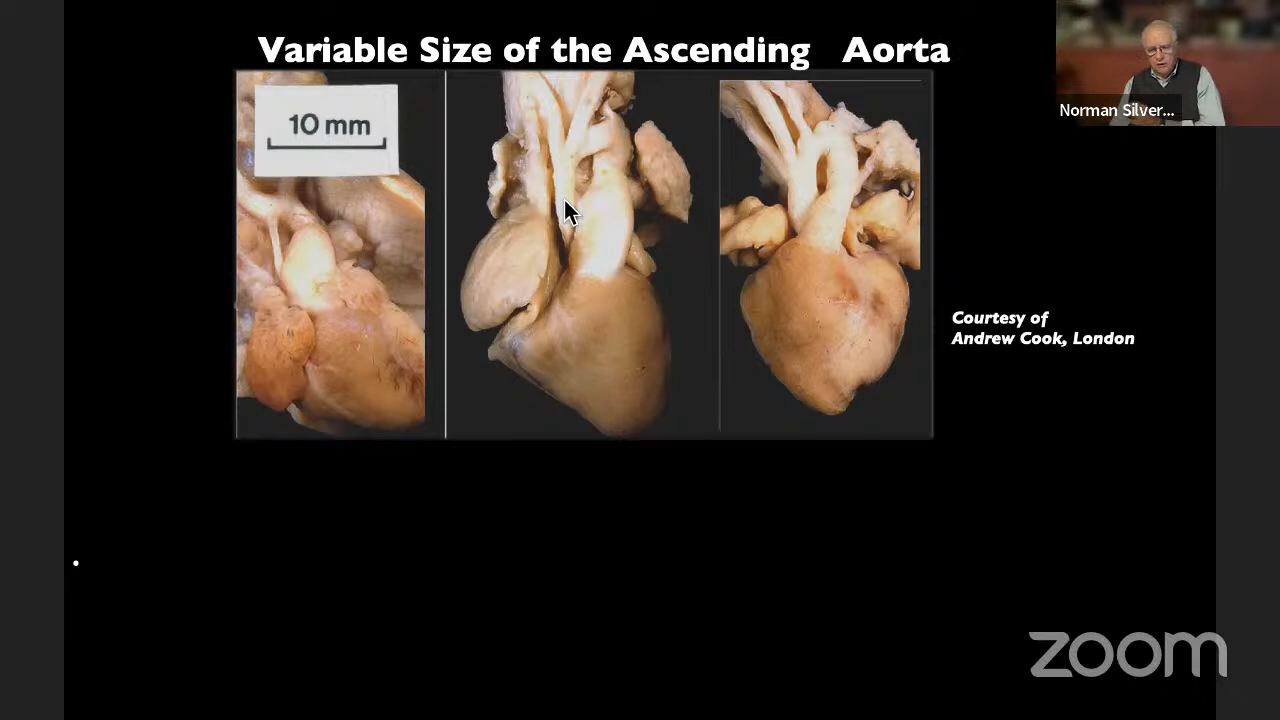 Variable Size of the Ascending Aorta
10 mm
Norman Silver...
Courtesy of
Andrew Cook, London
zoom